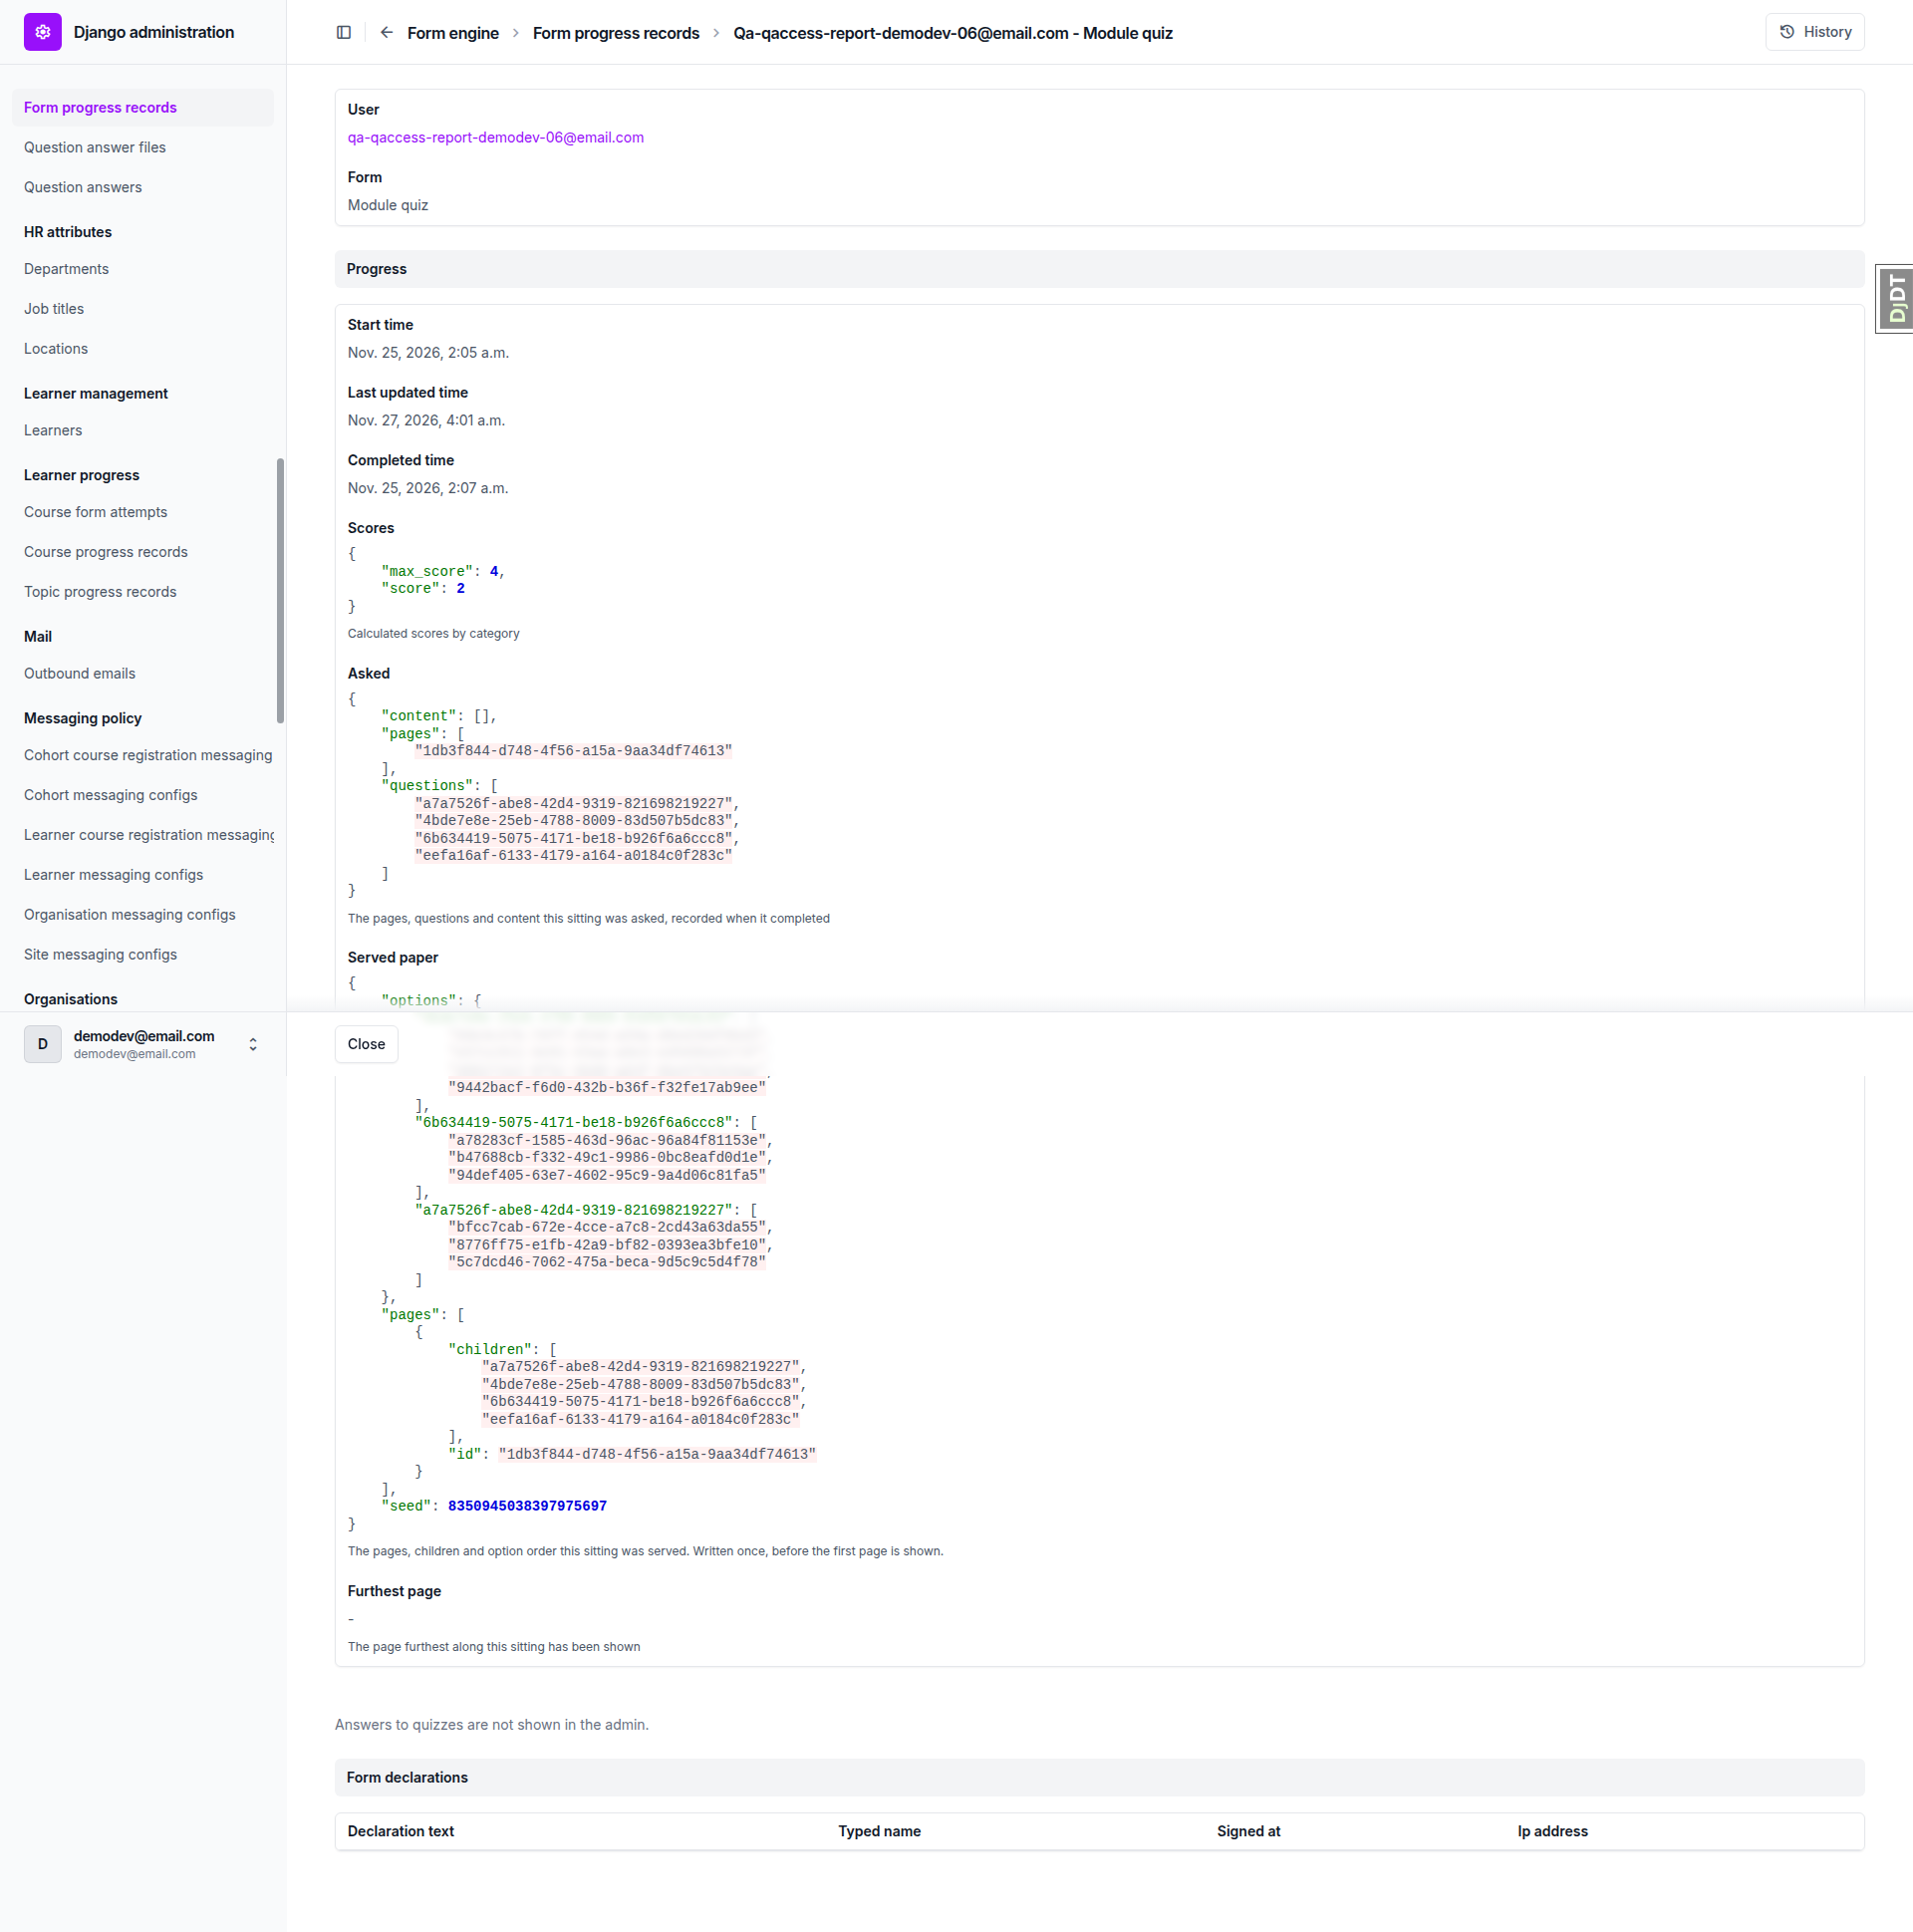 Django administration
Form engine > Form progress records > Qa-qaccess-report-demodev-06@email.com - Module quiz
History
Form progress records
Question answer files
Question answers
HR attributes
Departments
Job titles
Locations
Learner management
Learners
Learner progress
Course form attempts
Course progress records
Topic progress records
Mail
Outbound emails
Messaging policy
Cohort course registration messaging
Cohort messaging configs
Learner course registration messaging
Learner messaging configs
Organisation messaging configs
Site messaging configs
Organisations
D
demodev@email.com
demodev@email.com
User
qa-qaccess-report-demodev-06@email.com
Form
Module quiz
Progress
DjDT
Start time
Nov. 25, 2026, 2:05 a.m.
Last updated time
Nov. 27, 2026, 4:01 a.m.
Completed time
Nov. 25, 2026, 2:07 a.m.
Scores
{
"max_score": 4,
"score": 2
}
Calculated scores by category
Asked
{
"content": [],
"pages": [
"1db3f844-d748-4f56-a15a-9aa34df74613"
],
"questions": [
"a7a7526f-abe8-42d4-9319-821698219227",
"4bde7e8e-25eb-4788-8009-83d507b5dc83",
"6b634419-5075-4171-be18-b926f6a6ccc8",
"eefa16af-6133-4179-a164-a0184c0f283c"
]
}
The pages, questions and content this sitting was asked, recorded when it completed
Served paper
{
"options": {
Close
"9442bacf-f6d0-432b-b36f-f32fe17ab9ee"
],
"6b634419-5075-4171-be18-b926f6a6ccc8": [
"a78283cf-1585-463d-96ac-96a84f81153e",
"b47688cb-f332-49c1-9986-0bc8eafd0d1e",
"94def405-63e7-4602-95c9-9a4d06c81fa5"
],
"a7a7526f-abe8-42d4-9319-821698219227": [
"bfcc7cab-672e-4cce-a7c8-2cd43a63da55",
"8776ff75-e1fb-42a9-bf82-0393ea3bfe10",
"5c7dcd46-7062-475a-beca-9d5c9c5d4f78"
]
},
"pages": [
{
"children": [
"a7a7526f-abe8-42d4-9319-821698219227",
"4bde7e8e-25eb-4788-8009-83d507b5dc83",
"6b634419-5075-4171-be18-b926f6a6ccc8",
"eefa16af-6133-4179-a164-a0184c0f283c"
],
"id": "1db3f844-d748-4f56-a15a-9aa34df74613"
}
],
"seed": 8350945038397975697
}
The pages, children and option order this sitting was served. Written once, before the first page is shown.
Furthest page
-
The page furthest along this sitting has been shown
Answers to quizzes are not shown in the admin.
Form declarations
Declaration text Typed name Signed at Ip address